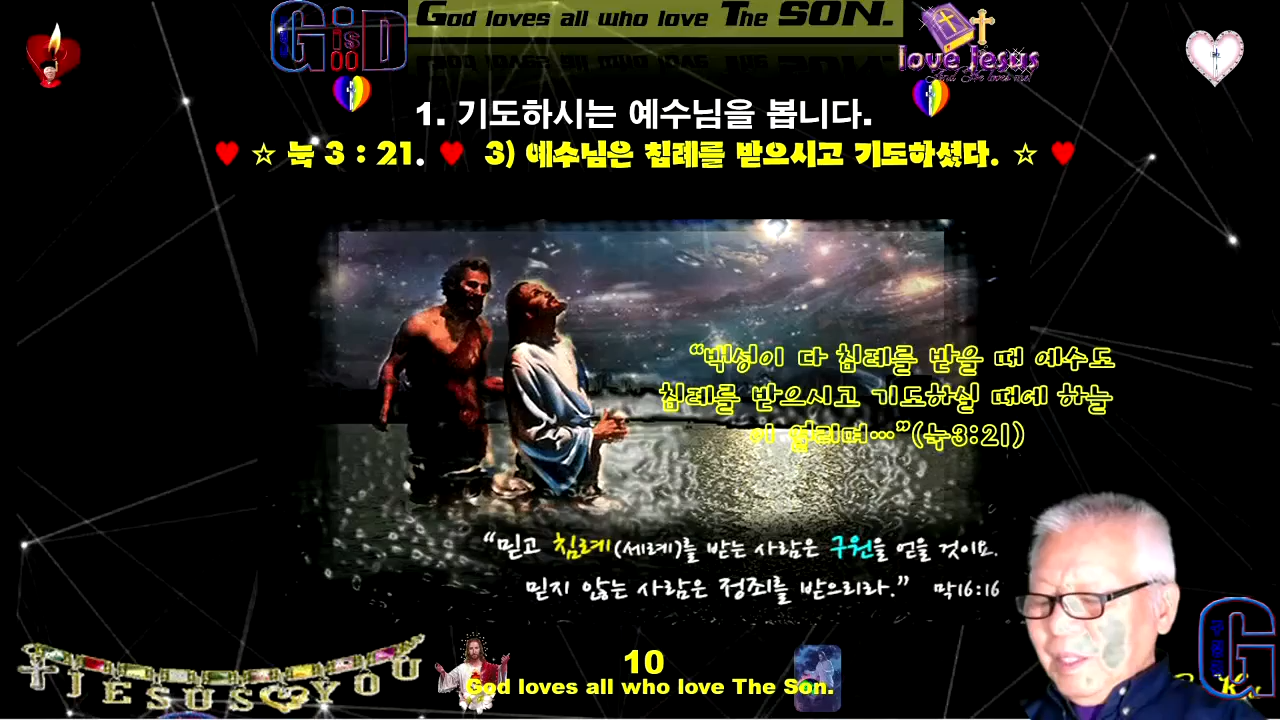 God loves all who love The SON.
GiiD
is
love Jesus
And He loves me!
1. 기도하시는 예수님을 봅니다.
☆ 눅 3 : 21. 3) 예수님은 침례를 받으시고 기도하셨다. ☆
“백성이 다 침례를 받을 때 예수도
침례를 받으시고 기도하실 때에 하늘
이 열리며…”(눅3:21)
“믿고 침례(세례)를 받는 사람은 구원을 얻을 것이요.
믿지 않는 사람은 정죄를 받으리라.” 막16:16
JESUS YOU
10
God loves all who love The Son.
G